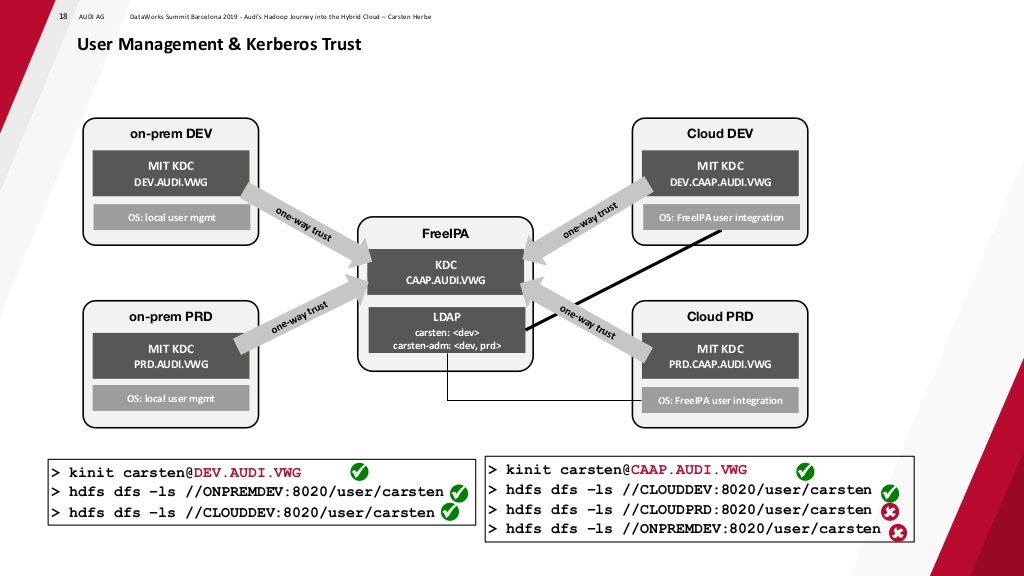 18 AUDI AG DataWorks Summit Barcelona 2019 - Audi's Hadoop Journey into the Hybrid Cloud – Carsten Herbe
User Management & Kerberos Trust
on-prem DEV
MIT KDC
DEV.AUDI.VWG
OS: local user mgmt
one-way trust
Cloud DEV
MIT KDC
DEV.CAAP.AUDI.VWG
OS: FreeIPA user integration
one-way trust
FreeIPA
KDC
CAAP.AUDI.VWG
LDAP
carsten: <dev>
carsten-adm: <dev, prd>
on-prem PRD
MIT KDC
PRD.AUDI.VWG
OS: local user mgmt
one-way trust
Cloud PRD
MIT KDC
PRD.CAAP.AUDI.VWG
OS: FreeIPA user integration
one-way trust
> kinit carsten@DEV.AUDI.VWG
> hdfs dfs –ls //ONPREMDEV:8020/user/carsten
> hdfs dfs –ls //CLOUDDEV:8020/user/carsten
> kinit carsten@CAAP.AUDI.VWG
> hdfs dfs –ls //CLOUDDEV:8020/user/carsten
> hdfs dfs –ls //CLOUDPRD:8020/user/carsten
> hdfs dfs –ls //ONPREMDEV:8020/user/carsten